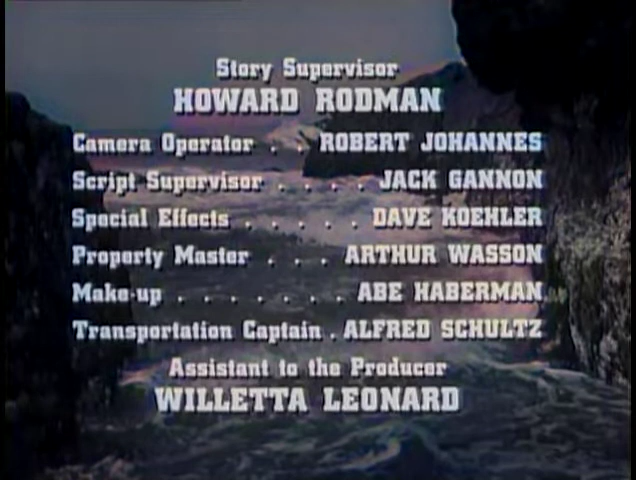 Story Supervisor
HOWARD RODMAN
Camera Operator . . ROBERT JOHANNES
Script Supervisor . . . . JACK GANNON
Special Effects . . . . . DAVE KOEHLER
Property Master . . . ARTHUR WASSON
Make-up . . . . . . . ABE HABERMAN
Transportation Captain . ALFRED SCHULTZ
Assistant to the Producer
WILLETTA LEONARD